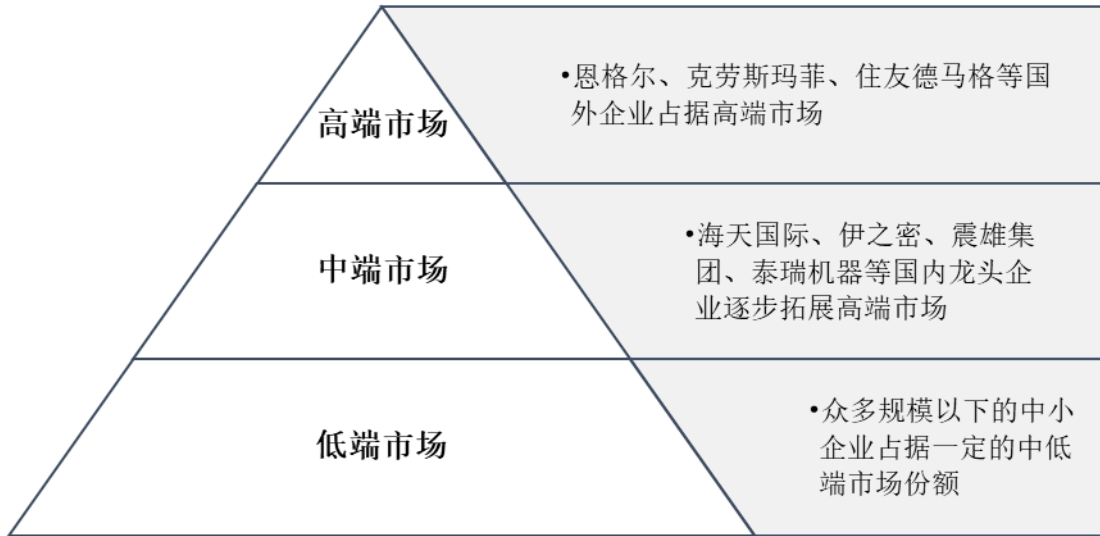 高端市场
•恩格尔、克劳斯玛菲、住友德马格等国
外企业占据高端市场
中端市场
•海天国际、伊之密、震雄集
团、泰瑞机器等国内龙头企
业逐步拓展高端市场
低端市场
•众多规模以下的中小
企业占据一定的中低
端市场份额